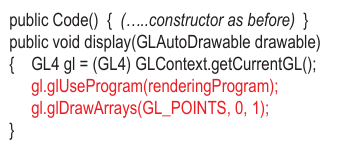 public Code() { (…..constructor as before) }
public void display(GLAutoDrawable drawable)
{ GL4 gl = (GL4) GLContext.getCurrentGL();
gl.glUseProgram(renderingProgram);
gl.glDrawArrays(GL_POINTS, 0, 1);
}